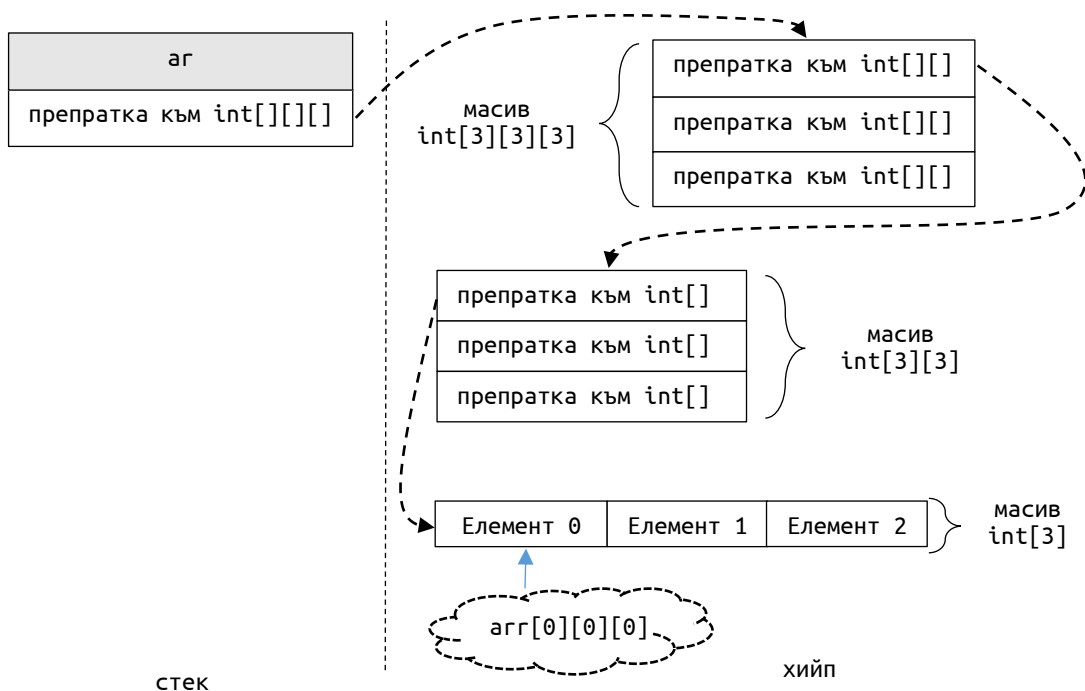 аг
препратка към int[][][]
масив
int[3][3][3]
препратка към int[][]
препратка към int[][]
препратка към int[][]
препратка към int[]
препратка към int[]
препратка към int[]
масив
int[3][3]
Елемент 0
Елемент 1
Елемент 2
масив
int[3]
arr[0][0][0]
стек
хийп